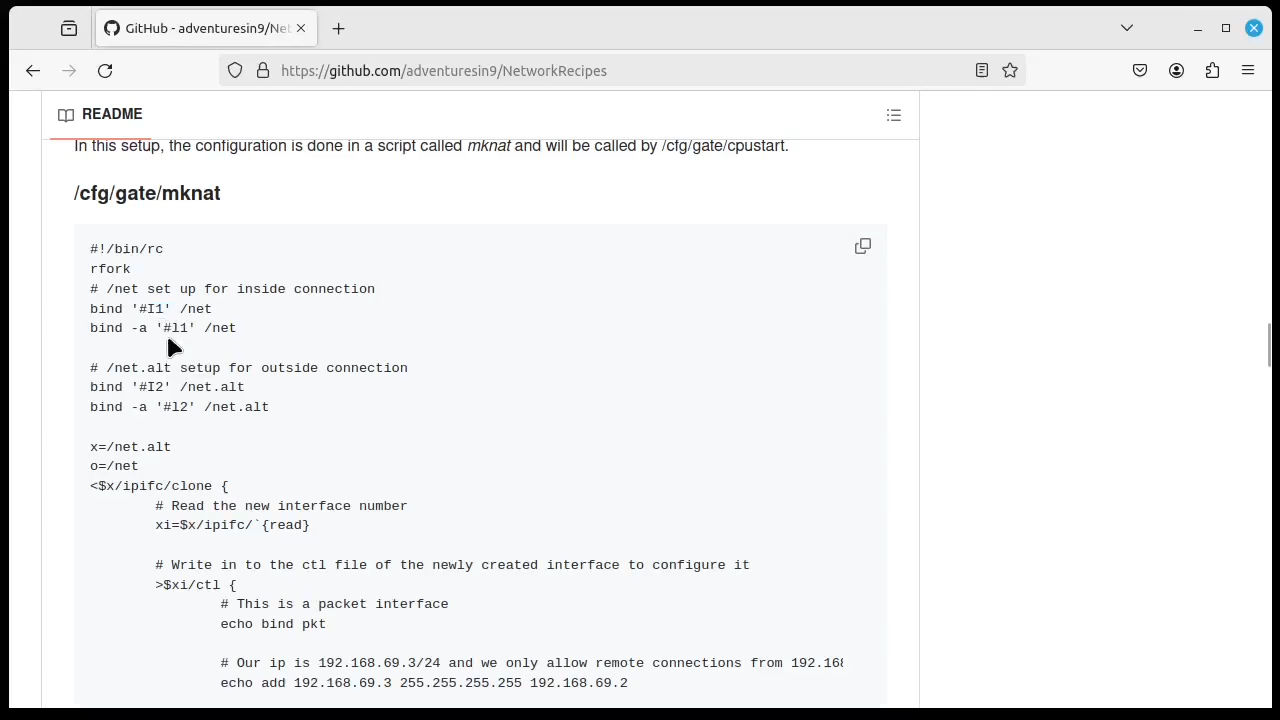 GitHub - adventuresin9/Net
https://github.com/adventuresin9/NetworkRecipes
README
In this setup, the configuration is done in a script called mknat and will be called by /cfg/gate/cpustart.
/cfg/gate/mknat
#!/bin/rc
rfork
# /net set up for inside connection
bind '#I1' /net
bind -a '#l1' /net
# /net.alt setup for outside connection
bind '#I2' /net.alt
bind -a '#l2' /net.alt
x=/net.alt
o=/net
<$x/ipifc/clone {
# Read the new interface number
xi=$x/ipifc/`{read}
# Write in to the ctl file of the newly created interface to configure it
>$xi/ctl {
# This is a packet interface
echo bind pkt
# Our ip is 192.168.69.3/24 and we only allow remote connections from 192.168
echo add 192.168.69.3 255.255.255.255 192.168.69.2